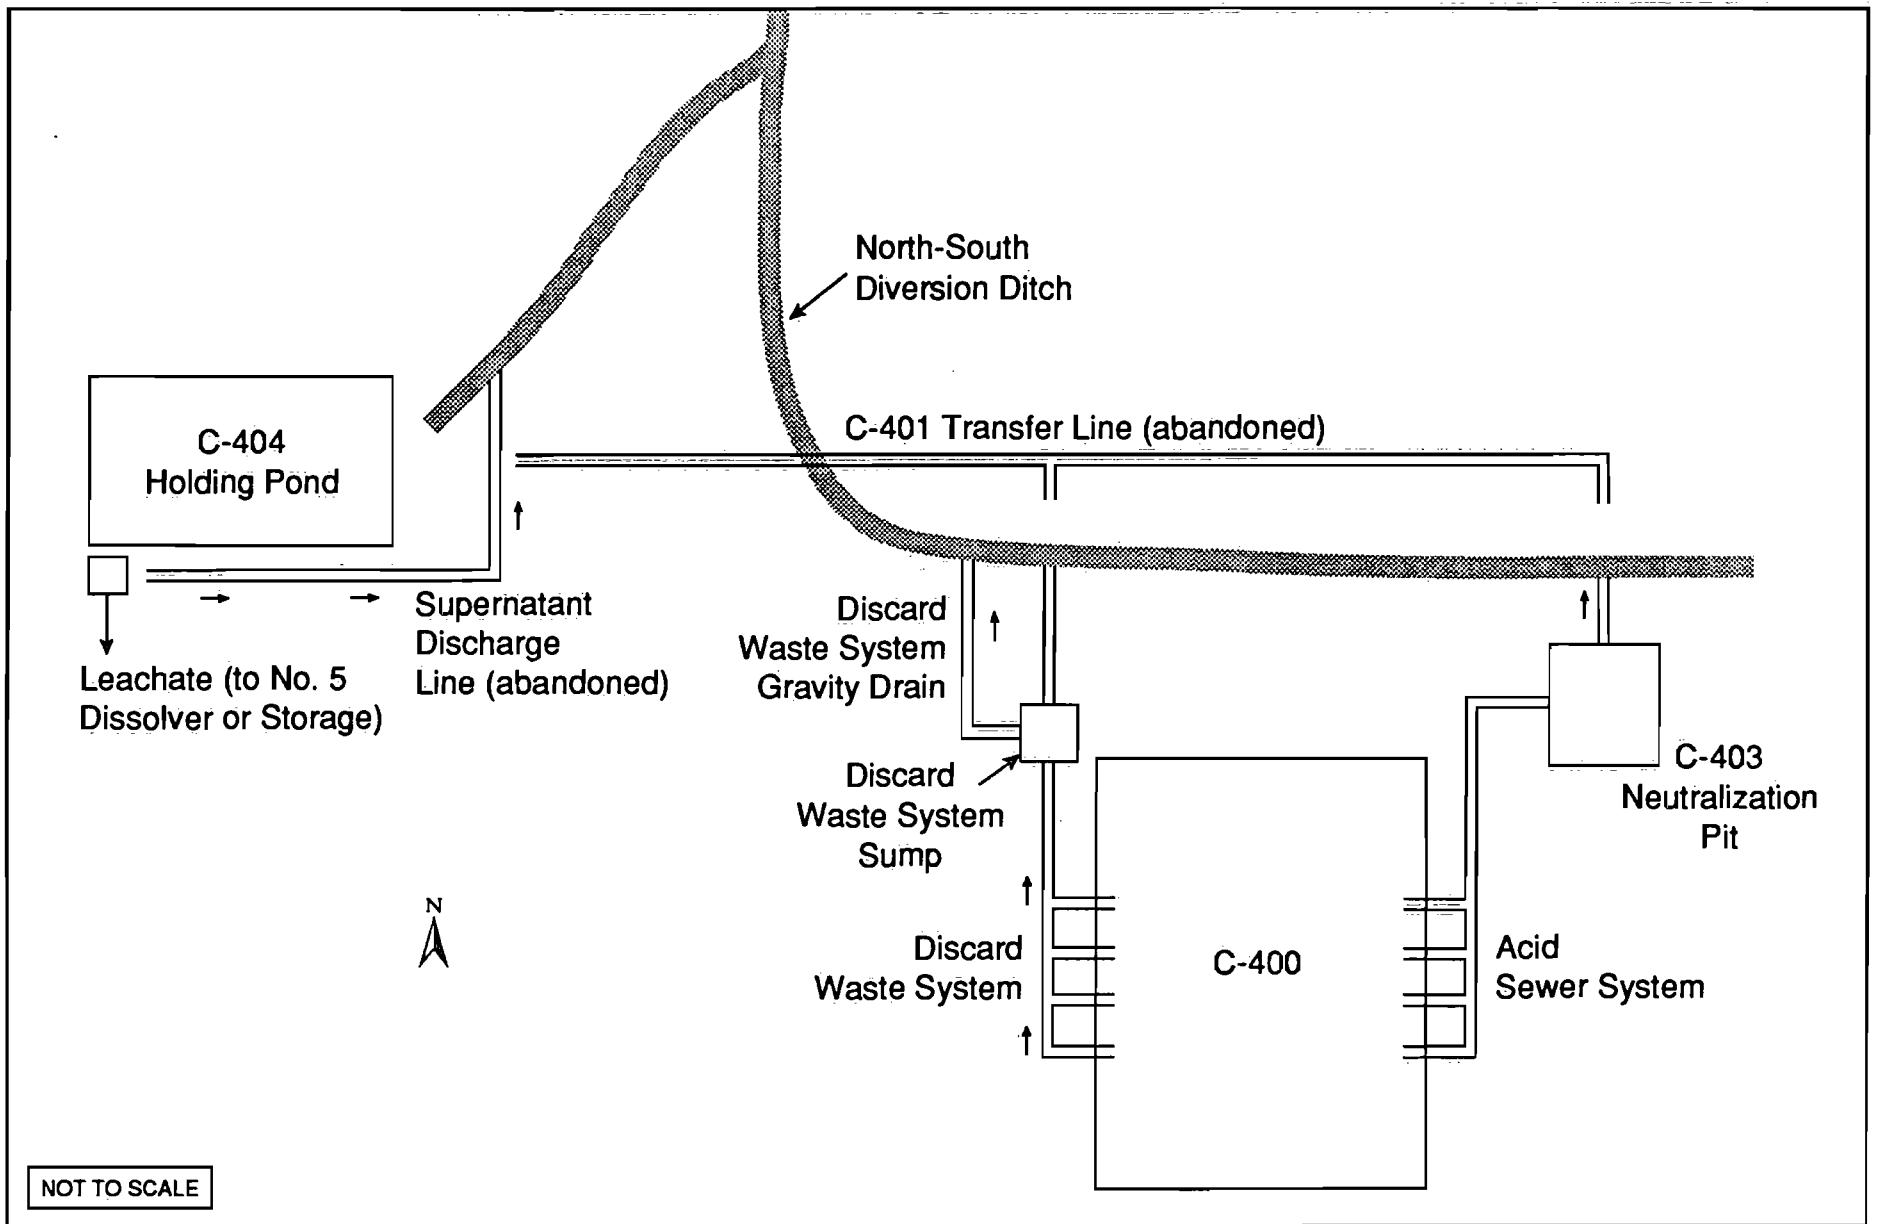 North-South
Diversion Ditch
C-401 Transfer Line (abandoned)
C-404
Holding Pond
Supernatant
Discharge
Line (abandoned)
Leachate (to No. 5
Dissolver or Storage)
Discard
Waste System
Gravity Drain
Discard
Waste System
Sump
C-403
Neutralization
Pit
N
Discard
Waste System
C-400
Acid
Sewer System
NOT TO SCALE